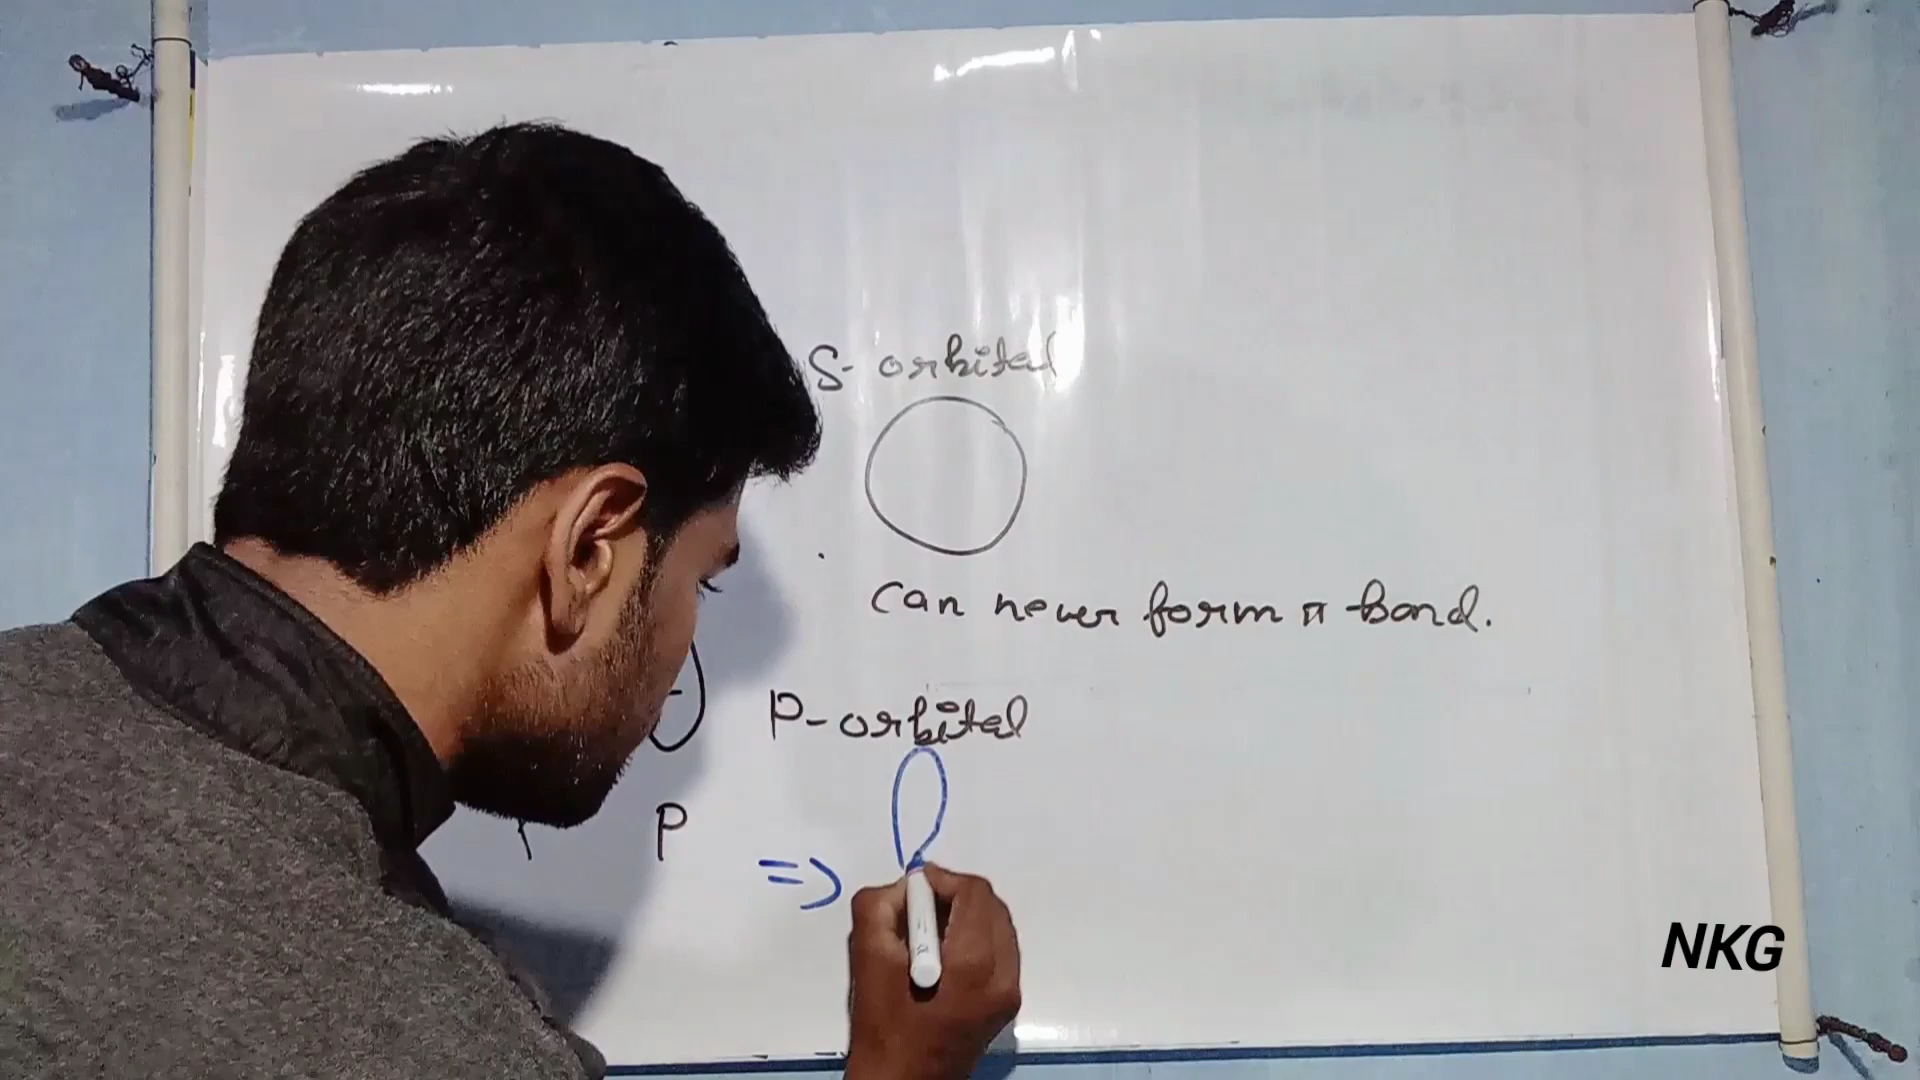 S- orbital
can never form π-bond.
P-orbital
P
=>
NKG